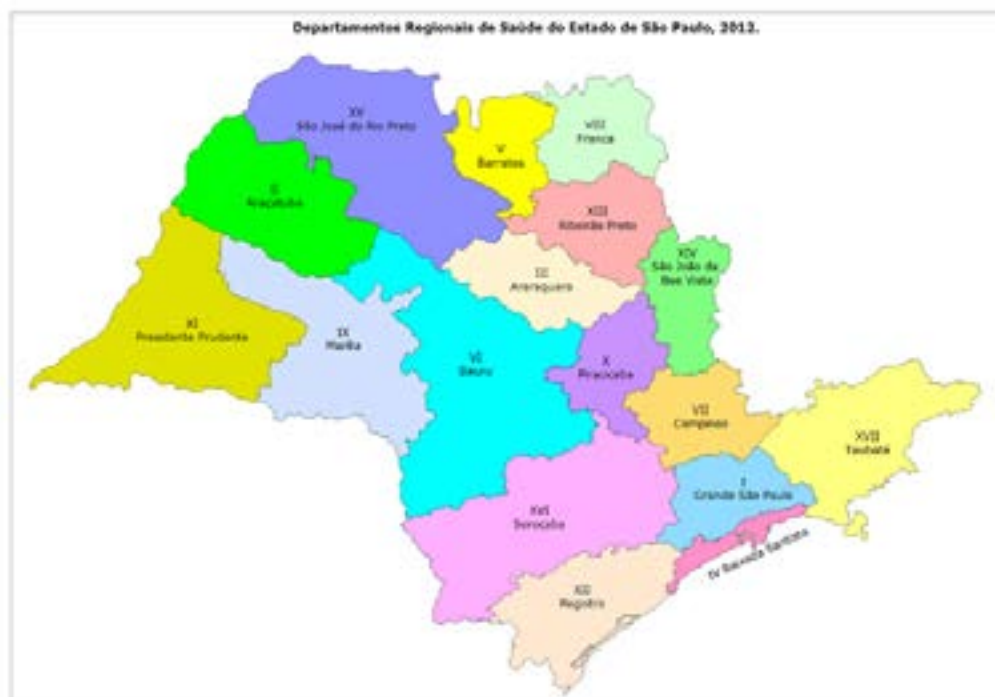 Departamentos Regionais de Saúde do Estado de São Paulo, 2012.
XV
São José do Rio Preto
VIII
Franca
V
Barretos
II
Araçatuba
XIII
Ribeirão Preto
XIV
São João da
Boa Vista
III
Araraquara
XI
Presidente Prudente
IX
Marília
VI
Bauru
X
Piracicaba
VII
Campinas
XVII
Taubaté
I
Grande São Paulo
XVI
Sorocaba
IV Baixada Santista
XII
Registro